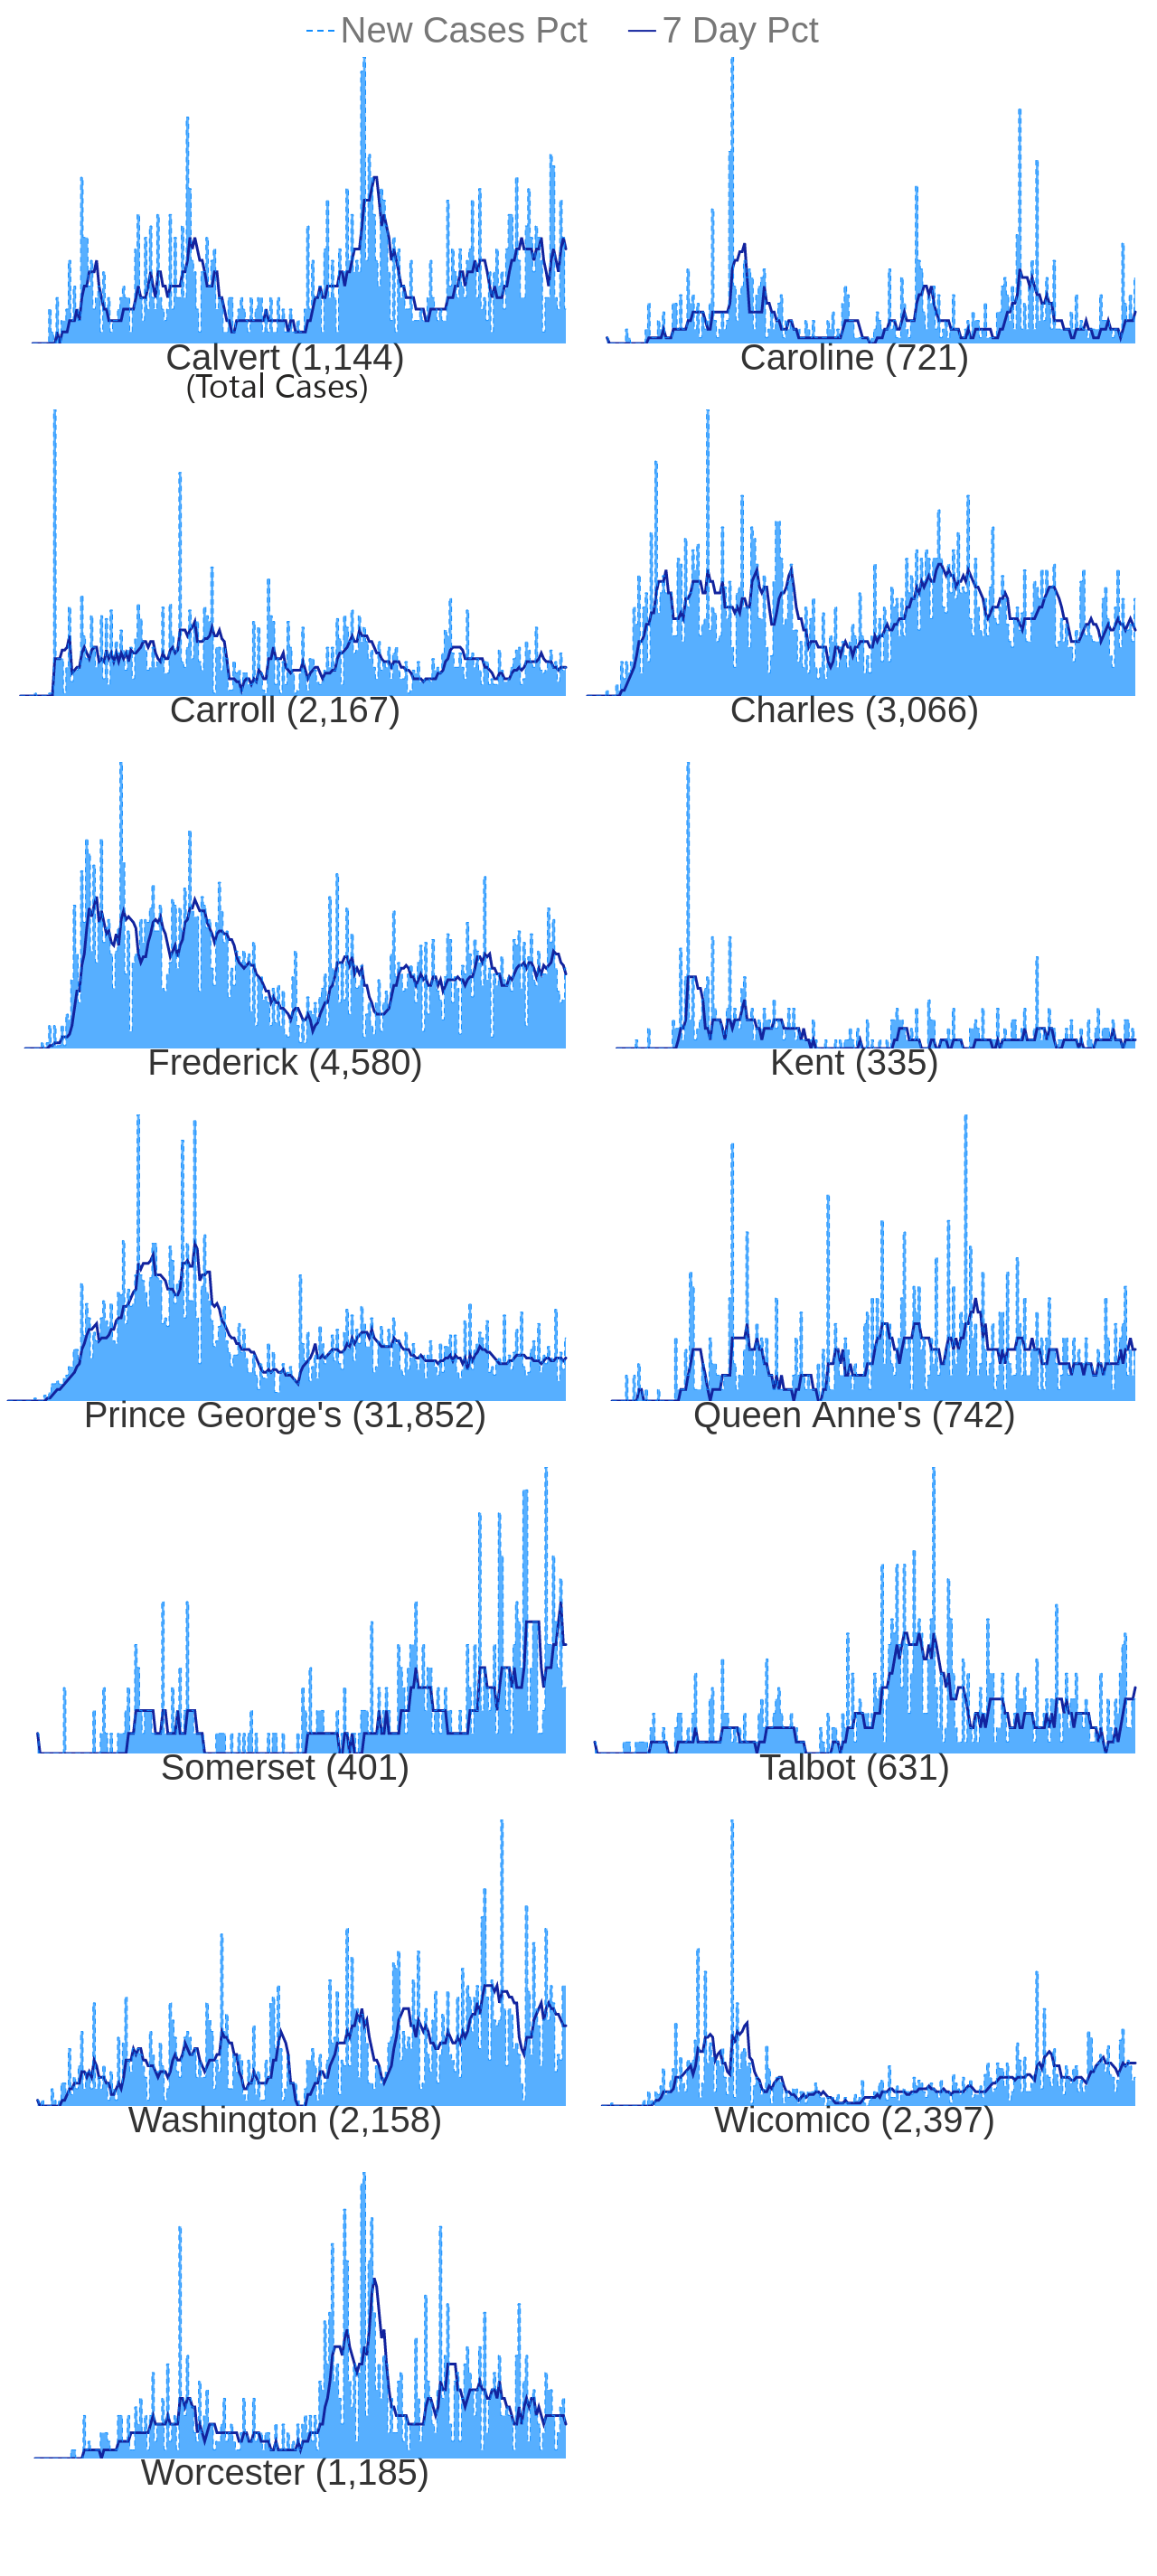 New Cases Pct 7 Day Pct
Calvert (1,144) Caroline (721)
(Total Cases)
Carroll (2,167) Charles (3,066)
Frederick (4,580) Kent (335)
Prince George's (31,852) Queen Anne's (742)
Somerset (401) Talbot (631)
Washington (2,158) Wicomico (2,397)
Worcester (1,185)